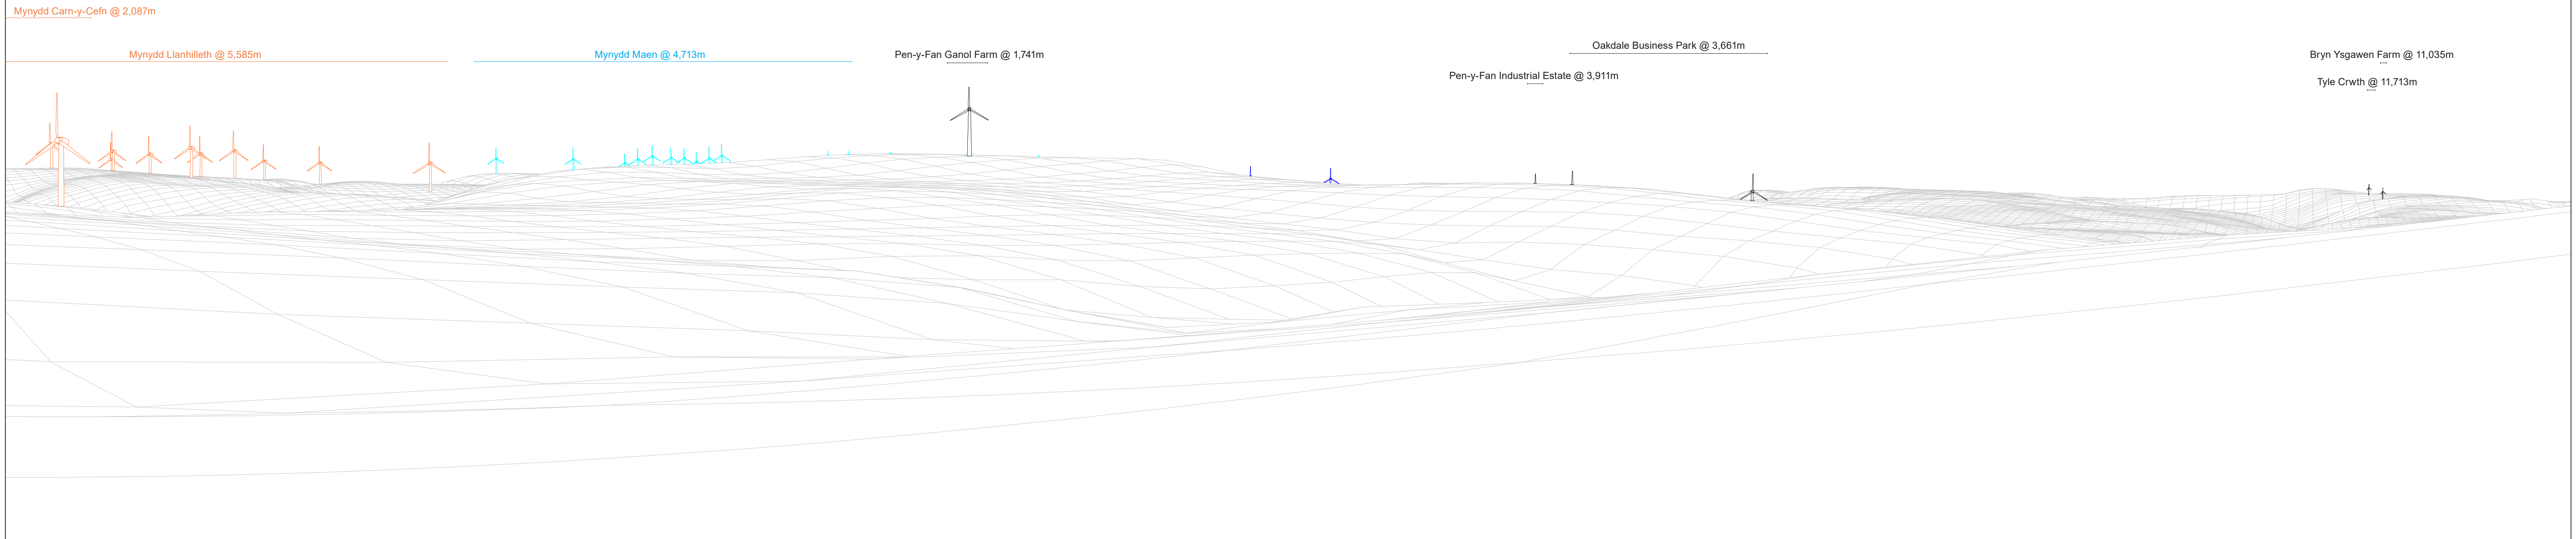 Mynydd Carn-y-Cefn @ 2,087m
Mynydd Llanhilleth @ 5,585m
Mynydd Maen @ 4,713m
Pen-y-Fan Ganol Farm @ 1,741m
Oakdale Business Park @ 3,661m
Pen-y-Fan Industrial Estate @ 3,911m
Bryn Ysgawen Farm @ 11,035m
Tyle Crwth @ 11,713m